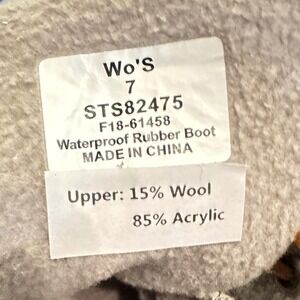 Wo'S
7
STS82475
F18-61458
Waterproof Rubber Boot
MADE IN CHINA
Upper: 15% Wool
85% Acrylic